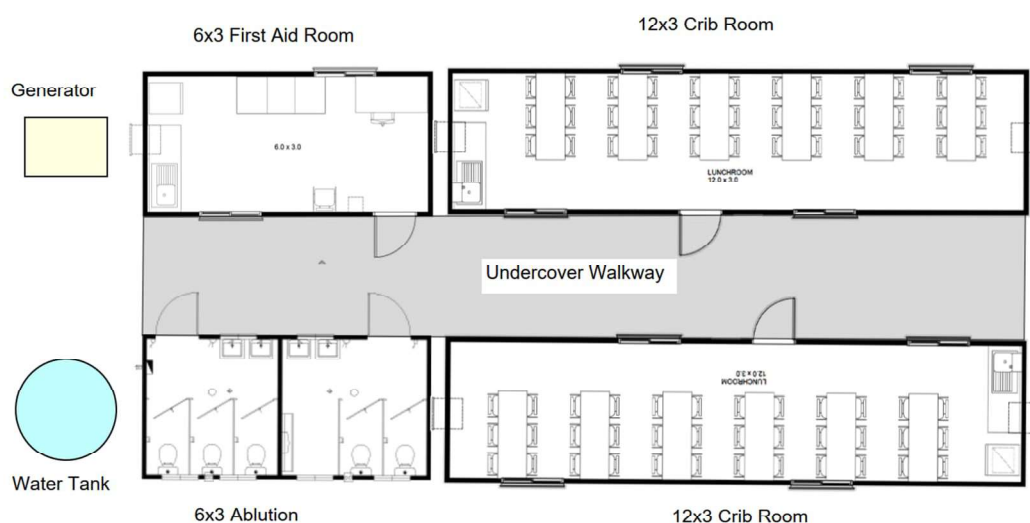 6x3 First Aid Room
12x3 Crib Room
Generator
6.0 x 3.0
LUNCHROOM
12.0 x 3.0
Undercover Walkway
LUNCHROOM
12.0 x 3.0
Water Tank
6x3 Ablution
12x3 Crib Room